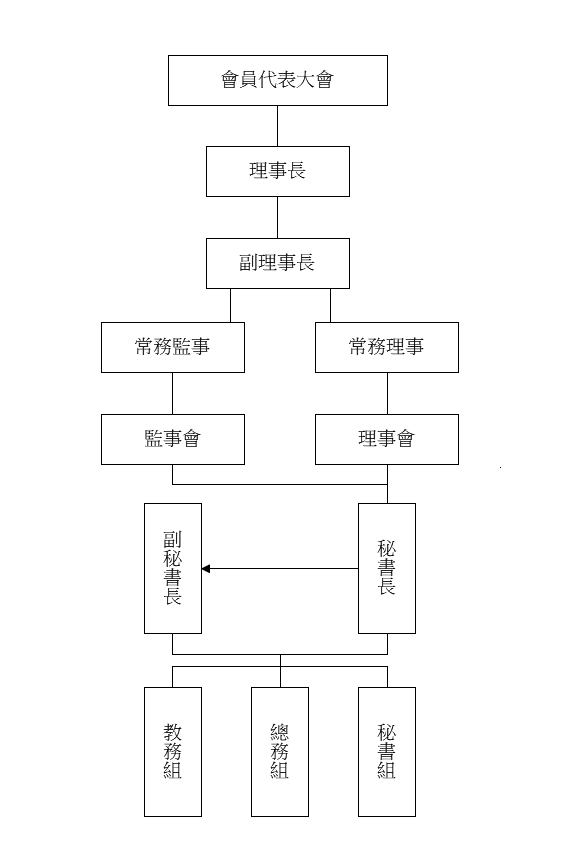 會員代表大會
理事長
副理事長
常務監事
常務理事
監事會
理事會
副秘書長
秘書長
教務組
總務組
秘書組